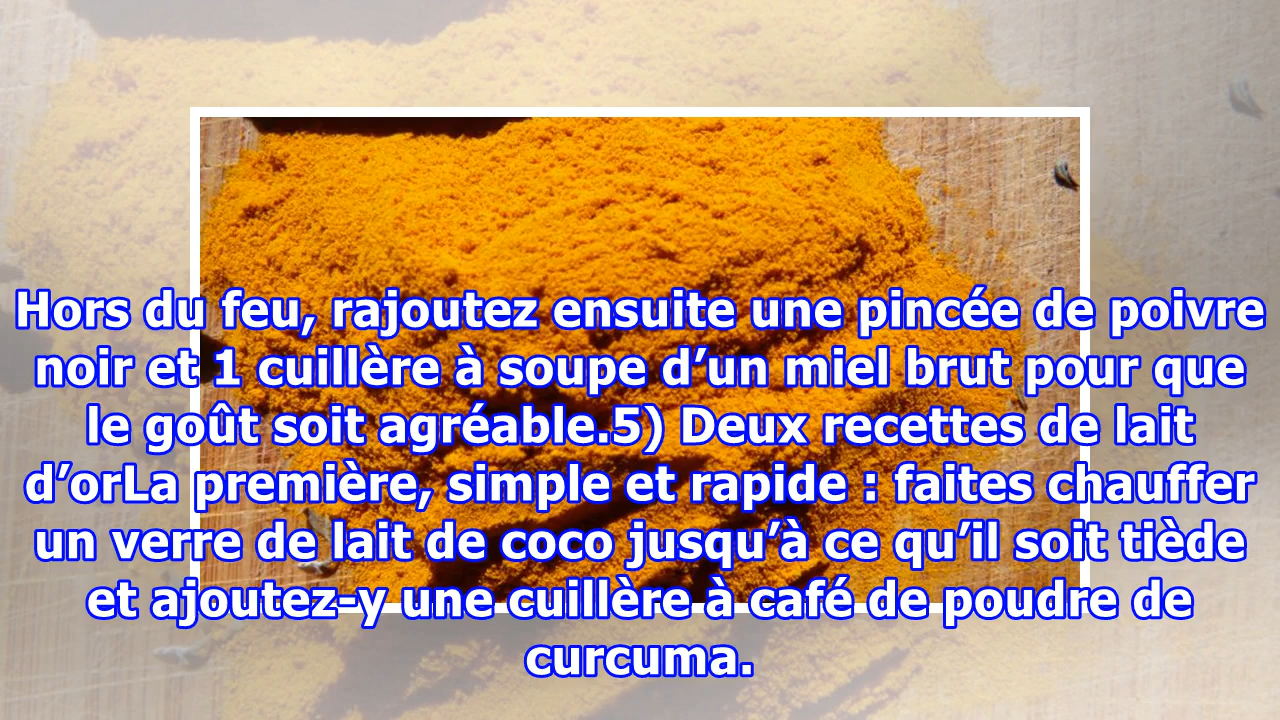 Hors du feu, rajoutez ensuite une pincée de poivre
noir et 1 cuillère à soupe d’un miel brut pour que
le goût soit agréable.5) Deux recettes de lait
d’orLa première, simple et rapide : faites chauffer
un verre de lait de coco jusqu’à ce qu’il soit tiède
et ajoutez-y une cuillère à café de poudre de
curcuma.